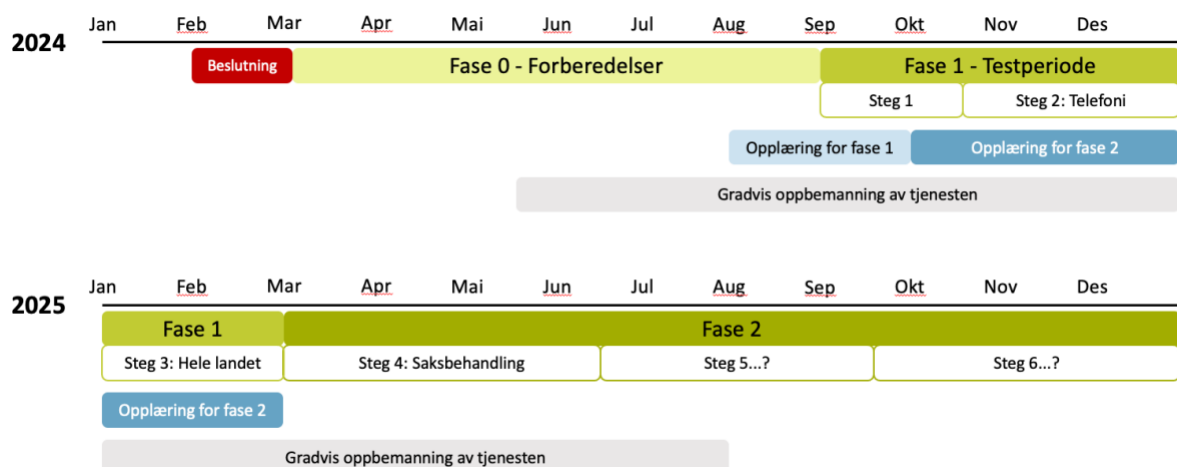 Jan Feb Mar Apr Mai Jun Jul Aug Sep Okt Nov Des
2024
Beslutning Fase 0 - Forberedelser Fase 1 - Testperiode
Steg 1 Steg 2: Telefoni
Opplæring for fase 1 Opplæring for fase 2
Gradvis oppbemanning av tjenesten
Jan Feb Mar Apr Mai Jun Jul Aug Sep Okt Nov Des
2025
Fase 1 Fase 2
Steg 3: Hele landet Steg 4: Saksbehandling Steg 5...? Steg 6...?
Opplæring for fase 2
Gradvis oppbemanning av tjenesten